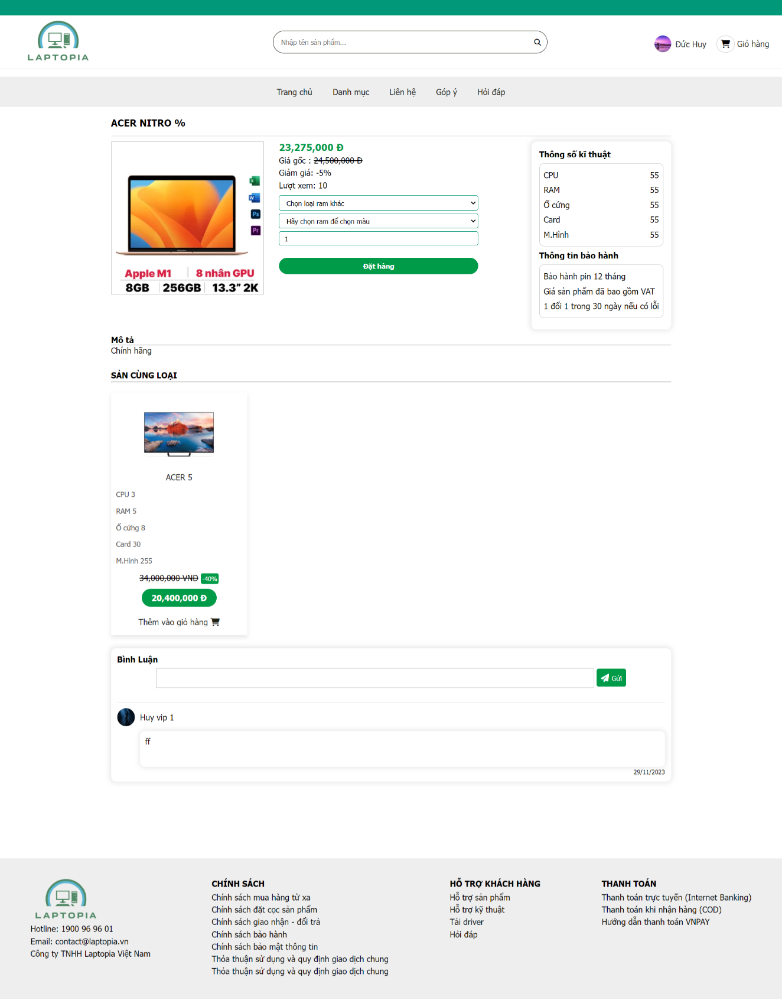 LAPTOPIA
Nhập tên sản phẩm...
Đức Huy
Giỏ hàng
Trang chủ
Danh mục
Liên hệ
Góp ý
Hỏi đáp
ACER NITRO %
Apple M1
8 nhân GPU
8GB
256GB
13.3” 2K
Ps
Pr
W
X
23,275,000 Đ
Giá gốc : 24,500,000 Đ
Giảm giá: -5%
Lượt xem: 10
Chọn loại ram khác
Hãy chọn ram để chọn màu
1
Đặt hàng
Thông số kĩ thuật
CPU 55
RAM 55
Ổ cứng 55
Card 55
M.Hình 55
Thông tin bảo hành
Bảo hành pin 12 tháng
Giá sản phẩm đã bao gồm VAT
1 đổi 1 trong 30 ngày nếu có lỗi
Mô tả
Chính hãng
SẢN CÙNG LOẠI
ACER 5
CPU 3
RAM 5
Ổ cứng 8
Card 30
M.Hình 255
34,000,000 VNĐ -40%
20,400,000 Đ
Thêm vào giỏ hàng
Bình Luận
Gửi
Huy vip 1
ff
29/11/2023
LAPTOPIA
Hotline: 1900 96 96 01
Email: contact@laptopia.vn
Công ty TNHH Laptopia Việt Nam
CHÍNH SÁCH
Chính sách mua hàng từ xa
Chính sách đặt cọc sản phẩm
Chính sách giao nhận - đổi trả
Chính sách bảo hành
Chính sách bảo mật thông tin
Thỏa thuận sử dụng và quy định giao dịch chung
Thỏa thuận sử dụng và quy định giao dịch chung
HỖ TRỢ KHÁCH HÀNG
Hỗ trợ sản phẩm
Hỗ trợ kỹ thuật
Tải driver
Hỏi đáp
THANH TOÁN
Thanh toán trực tuyến (Internet Banking)
Thanh toán khi nhận hàng (COD)
Hướng dẫn thanh toán VNPAY